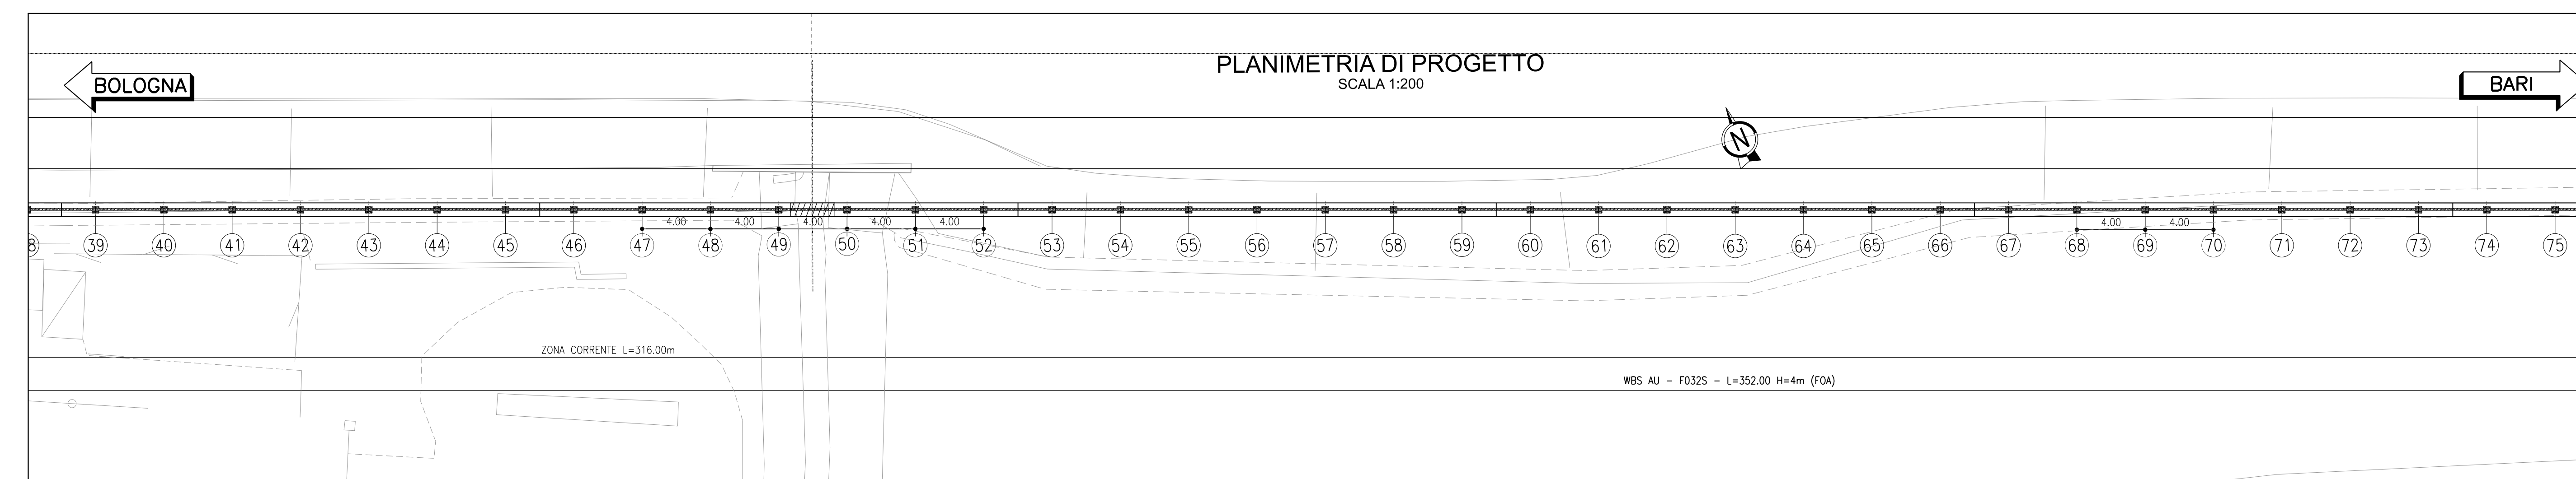 PLANIMETRIA DI PROGETTO
SCALA 1:200
BOLOGNA
BARI
N
4.00 4.00 4.00 4.00 4.00 4.00 4.00
8 39 40 41 42 43 44 45 46 47 48 49 50 51 52 53 54 55 56 57 58 59 60 61 62 63 64 65 66 67 68 69 70 71 72 73 74 75
ZONA CORRENTE L=316.00m
WBS AU - F032S - L=352.00 H=4m (FOA)